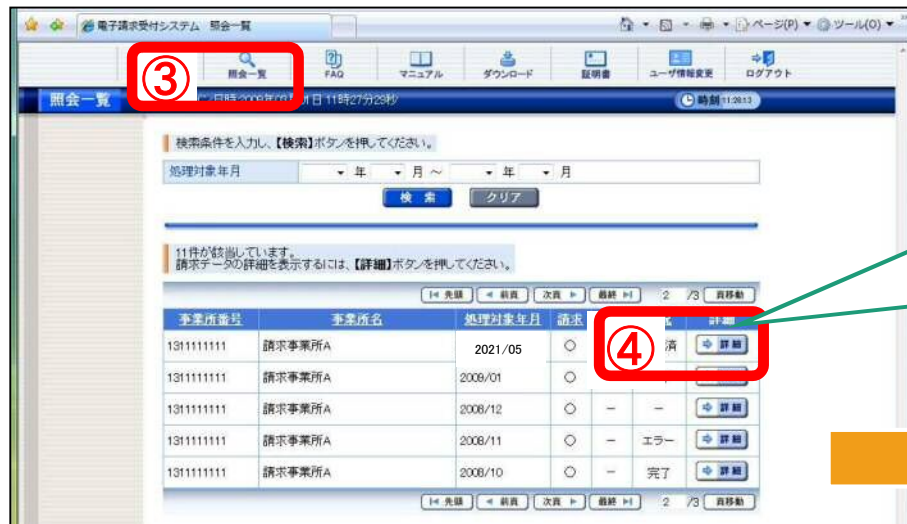 電子請求受付システム 照会一覧
ページ(P) ツール(O)
③
照会一覧 FAQ マニュアル ダウンロード 証明書 ユーザ情報変更 ログアウト
照会一覧 日時:2009年03月01日 11時27分29秒 時刻 11:28:13
検索条件を入力し、【検索】ボタンを押してください。
処理対象年月 年 月 ～ 年 月
検索 クリア
11件が該当しています。
請求データの詳細を表示するには、【詳細】ボタンを押してください。
先頭 前頁 次頁 最終 2 /3 頁移動
事業所番号 事業所名 処理対象年月 請求 詳細
1311111111 請求事業所A 2021/05 ○ ④ 済 詳細
1311111111 請求事業所A 2009/01 ○
1311111111 請求事業所A 2008/12 ○ － － 詳細
1311111111 請求事業所A 2008/11 ○ － エラー 詳細
1311111111 請求事業所A 2008/10 ○ － 完了 詳細
先頭 前頁 次頁 最終 2 /3 頁移動